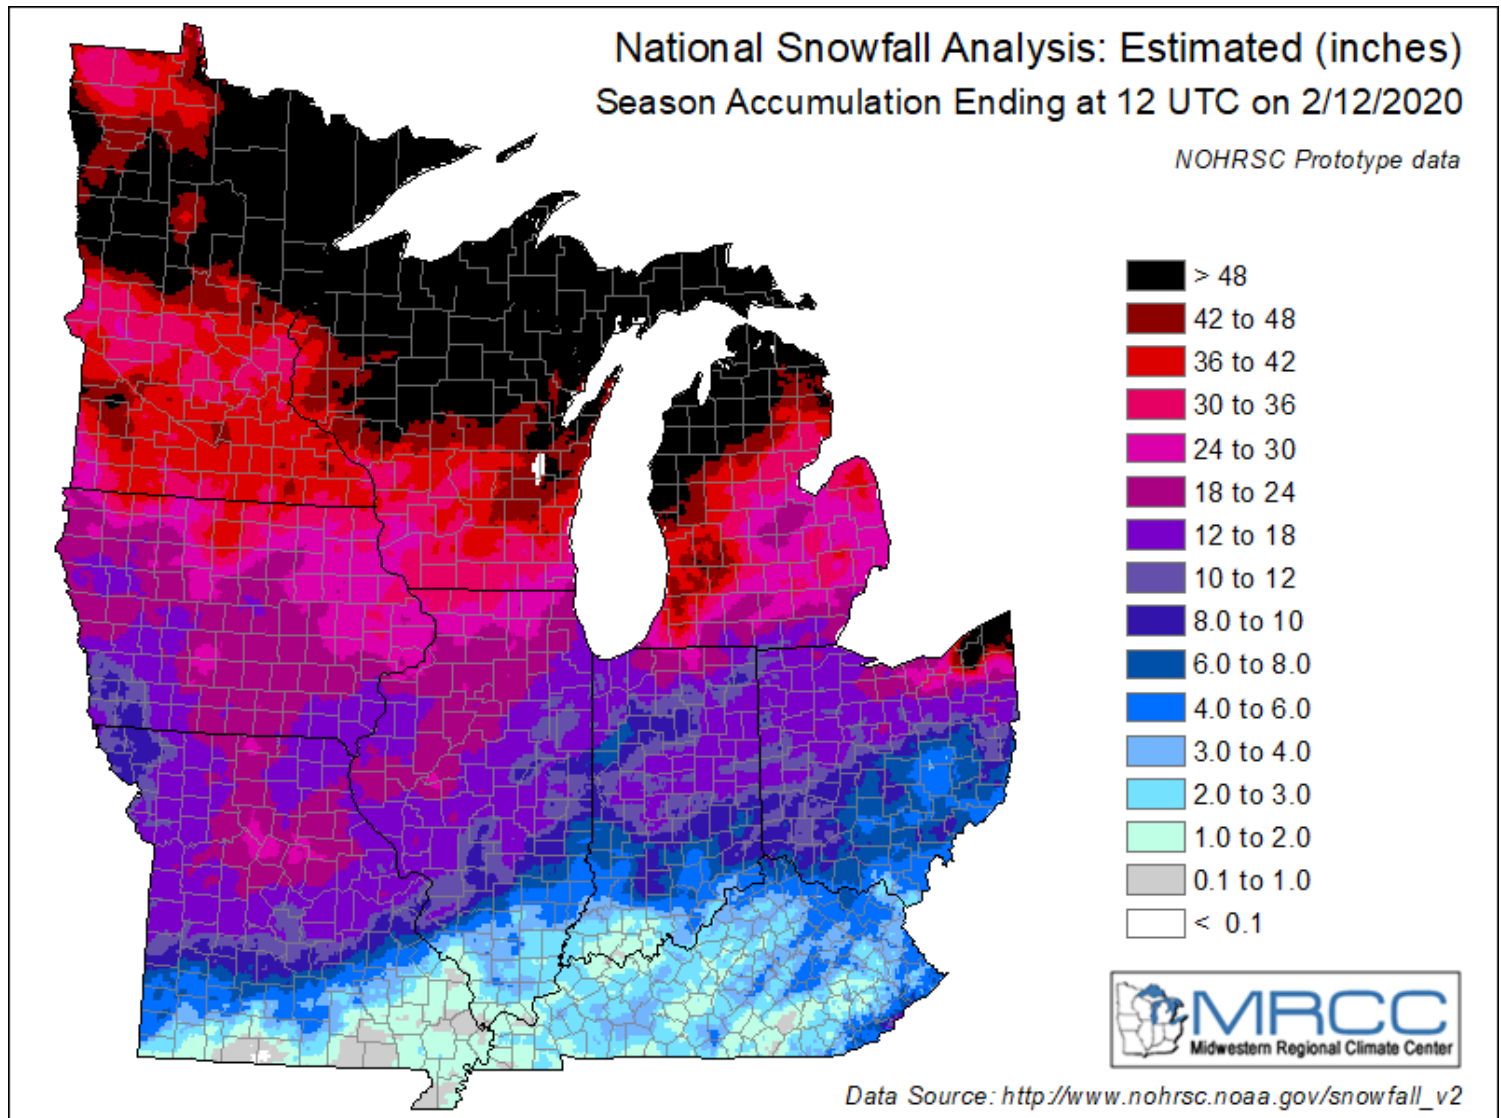 National Snowfall Analysis: Estimated (inches)
Season Accumulation Ending at 12 UTC on 2/12/2020
NOHRSC Prototype data
> 48
42 to 48
36 to 42
30 to 36
24 to 30
18 to 24
12 to 18
10 to 12
8.0 to 10
6.0 to 8.0
4.0 to 6.0
3.0 to 4.0
2.0 to 3.0
1.0 to 2.0
0.1 to 1.0
< 0.1
MRCC
Midwestern Regional Climate Center
Data Source: http://www.nohrsc.noaa.gov/snowfall_v2